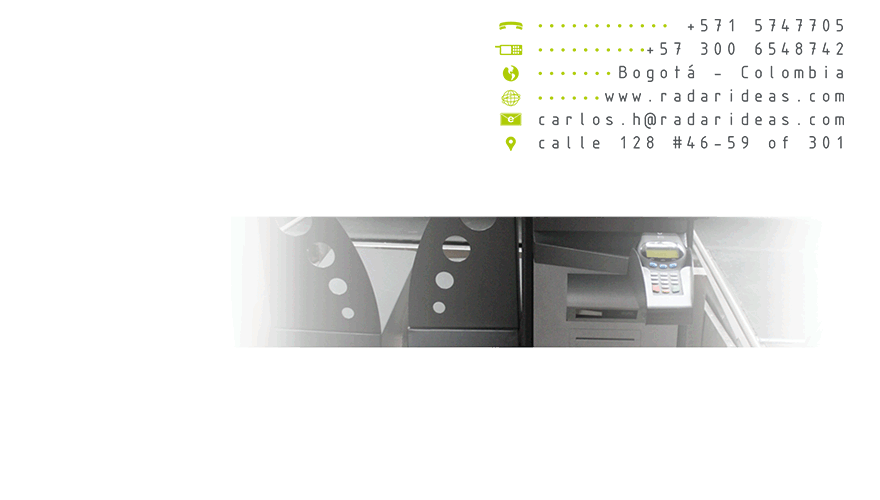 +571 5747705
+57 300 6548742
Bogotá - Colombia
www.radarideas.com
carlos.h@radarideas.com
calle 128 #46-59 of 301